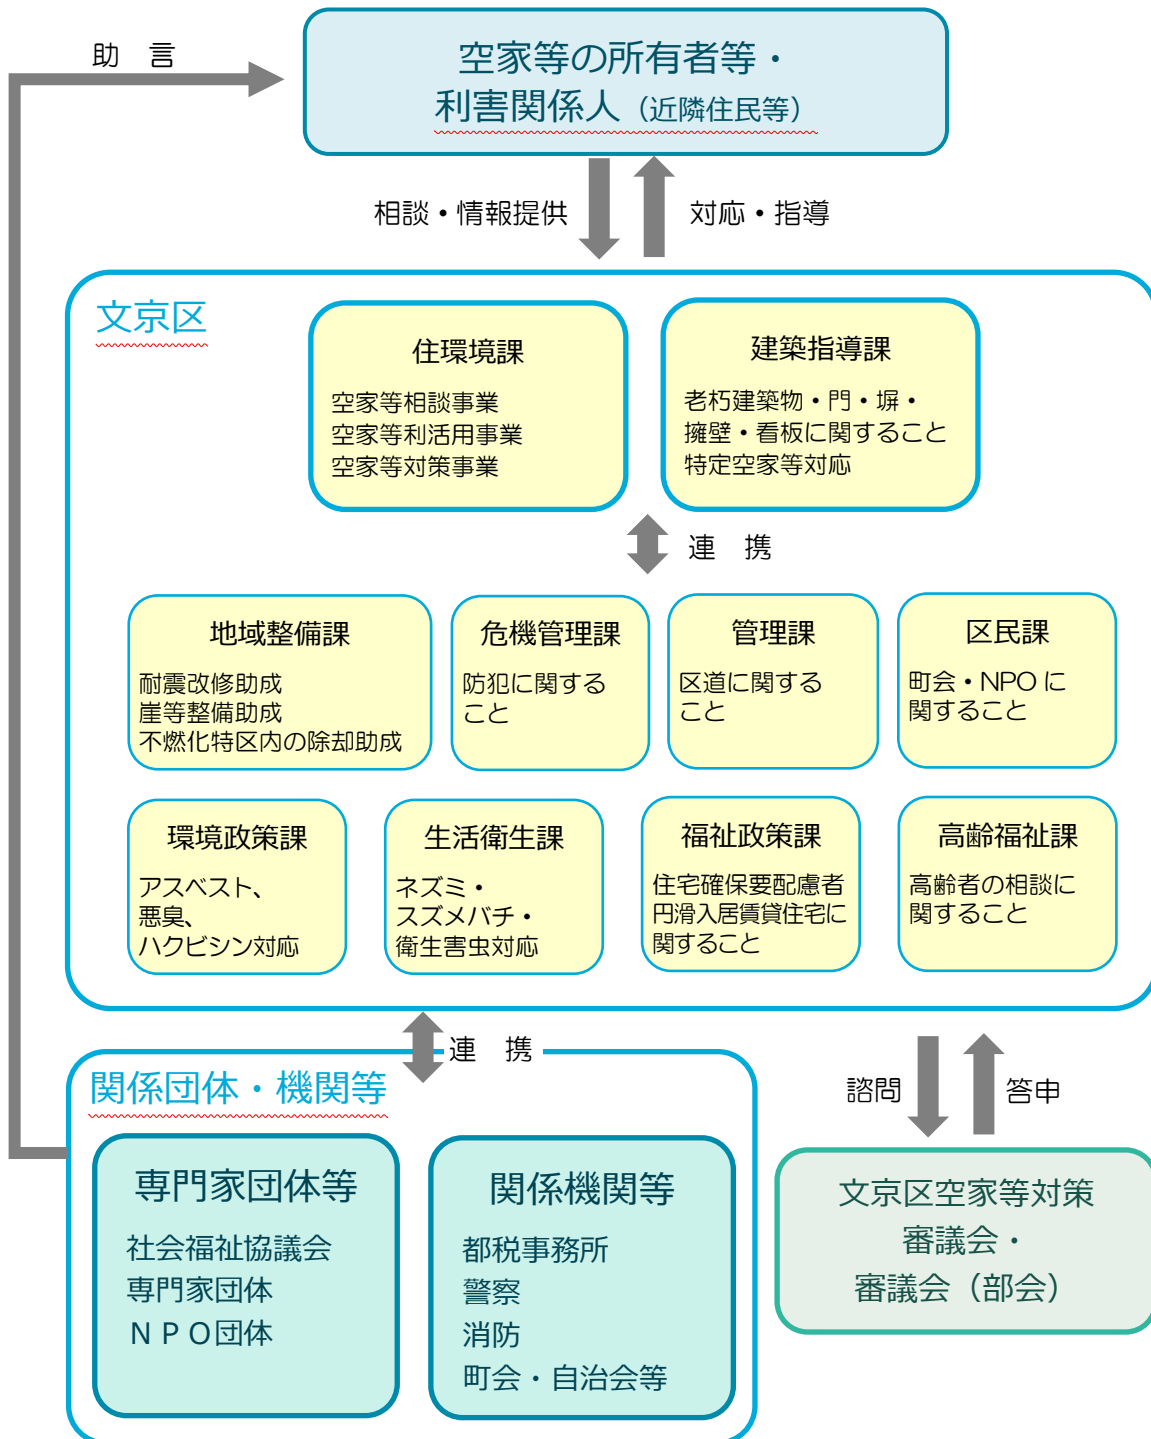 助　言
空家等の所有者等・
利害関係人（近隣住民等）
相談・情報提供
対応・指導
文京区
住環境課
空家等相談事業
空家等利活用事業
空家等対策事業
建築指導課
老朽建築物・門・塀・
擁壁・看板に関すること
特定空家等対応
連　携
地域整備課
耐震改修助成
崖等整備助成
不燃化特区内の除却助成
危機管理課
防犯に関する
こと
管理課
区道に関する
こと
区民課
町会・NPO に
関すること
環境政策課
アスベスト、
悪臭、
ハクビシン対応
生活衛生課
ネズミ・
スズメバチ・
衛生害虫対応
福祉政策課
住宅確保要配慮者
円滑入居賃貸住宅に
関すること
高齢福祉課
高齢者の相談に
関すること
連　携
関係団体・機関等
専門家団体等
社会福祉協議会
専門家団体
ＮＰＯ団体
関係機関等
都税事務所
警察
消防
町会・自治会等
諮問
答申
文京区空家等対策
審議会・
審議会（部会）